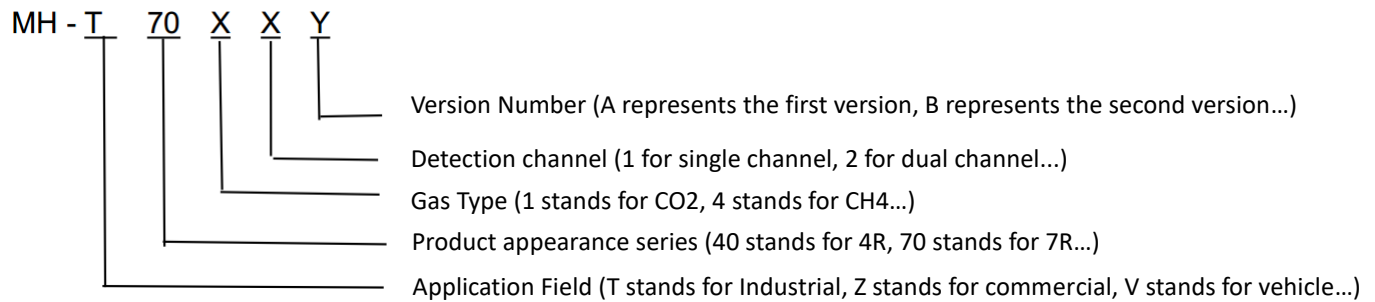 MH - T 70 X X Y
Version Number (A represents the first version, B represents the second version…)
Detection channel (1 for single channel, 2 for dual channel...)
Gas Type (1 stands for CO2, 4 stands for CH4…)
Product appearance series (40 stands for 4R, 70 stands for 7R…)
Application Field (T stands for Industrial, Z stands for commercial, V stands for vehicle…)